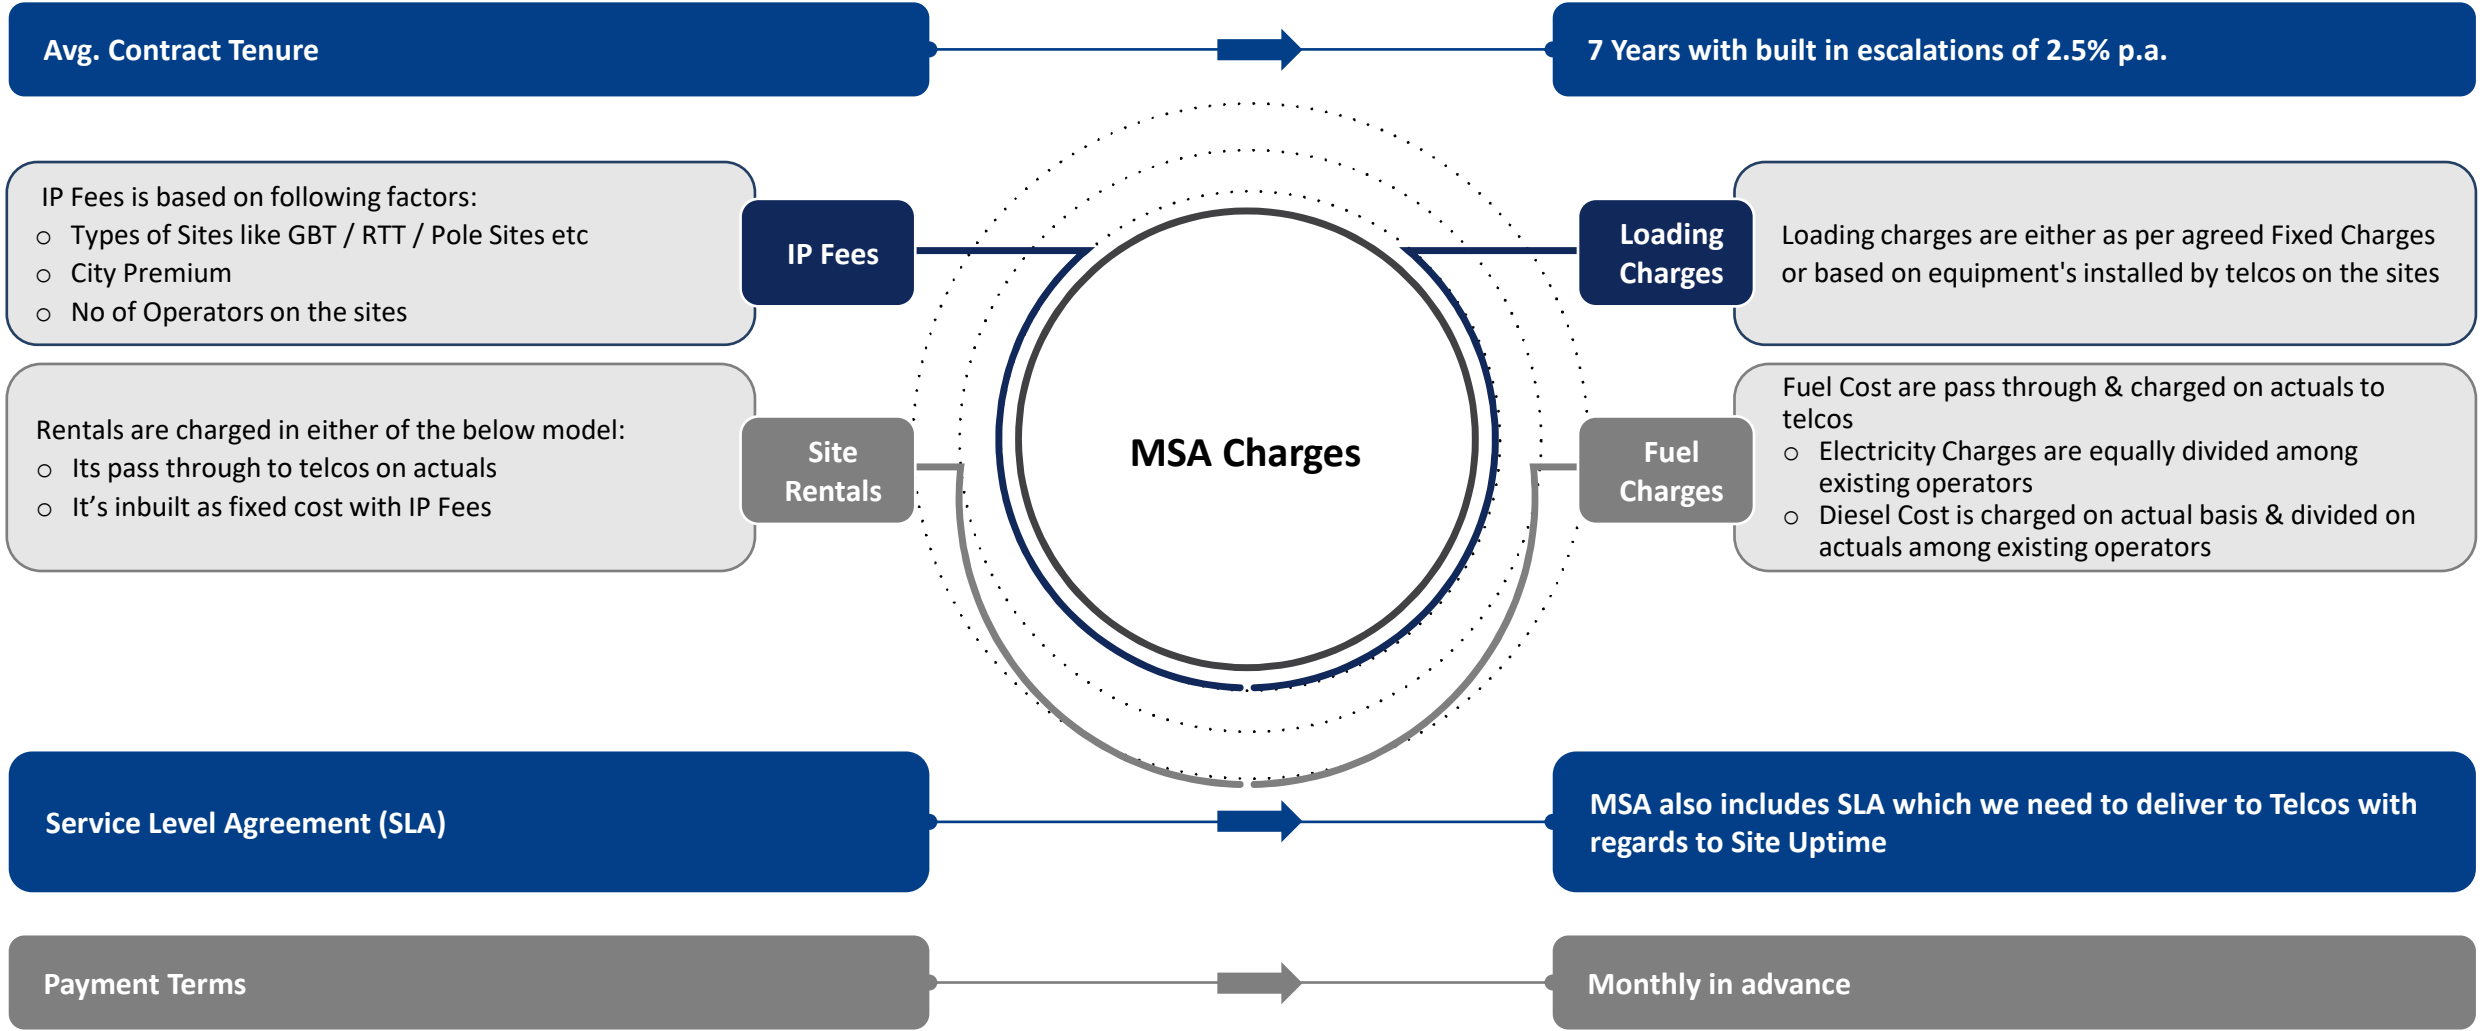 Avg. Contract Tenure
7 Years with built in escalations of 2.5% p.a.
IP Fees is based on following factors:
o Types of Sites like GBT / RTT / Pole Sites etc
o City Premium
o No of Operators on the sites
IP Fees
Loading
Charges
Loading charges are either as per agreed Fixed Charges
or based on equipment's installed by telcos on the sites
Rentals are charged in either of the below model:
o Its pass through to telcos on actuals
o It’s inbuilt as fixed cost with IP Fees
Site
Rentals
MSA Charges
Fuel
Charges
Fuel Cost are pass through & charged on actuals to
telcos
o Electricity Charges are equally divided among
existing operators
o Diesel Cost is charged on actual basis & divided on
actuals among existing operators
Service Level Agreement (SLA)
MSA also includes SLA which we need to deliver to Telcos with
regards to Site Uptime
Payment Terms
Monthly in advance